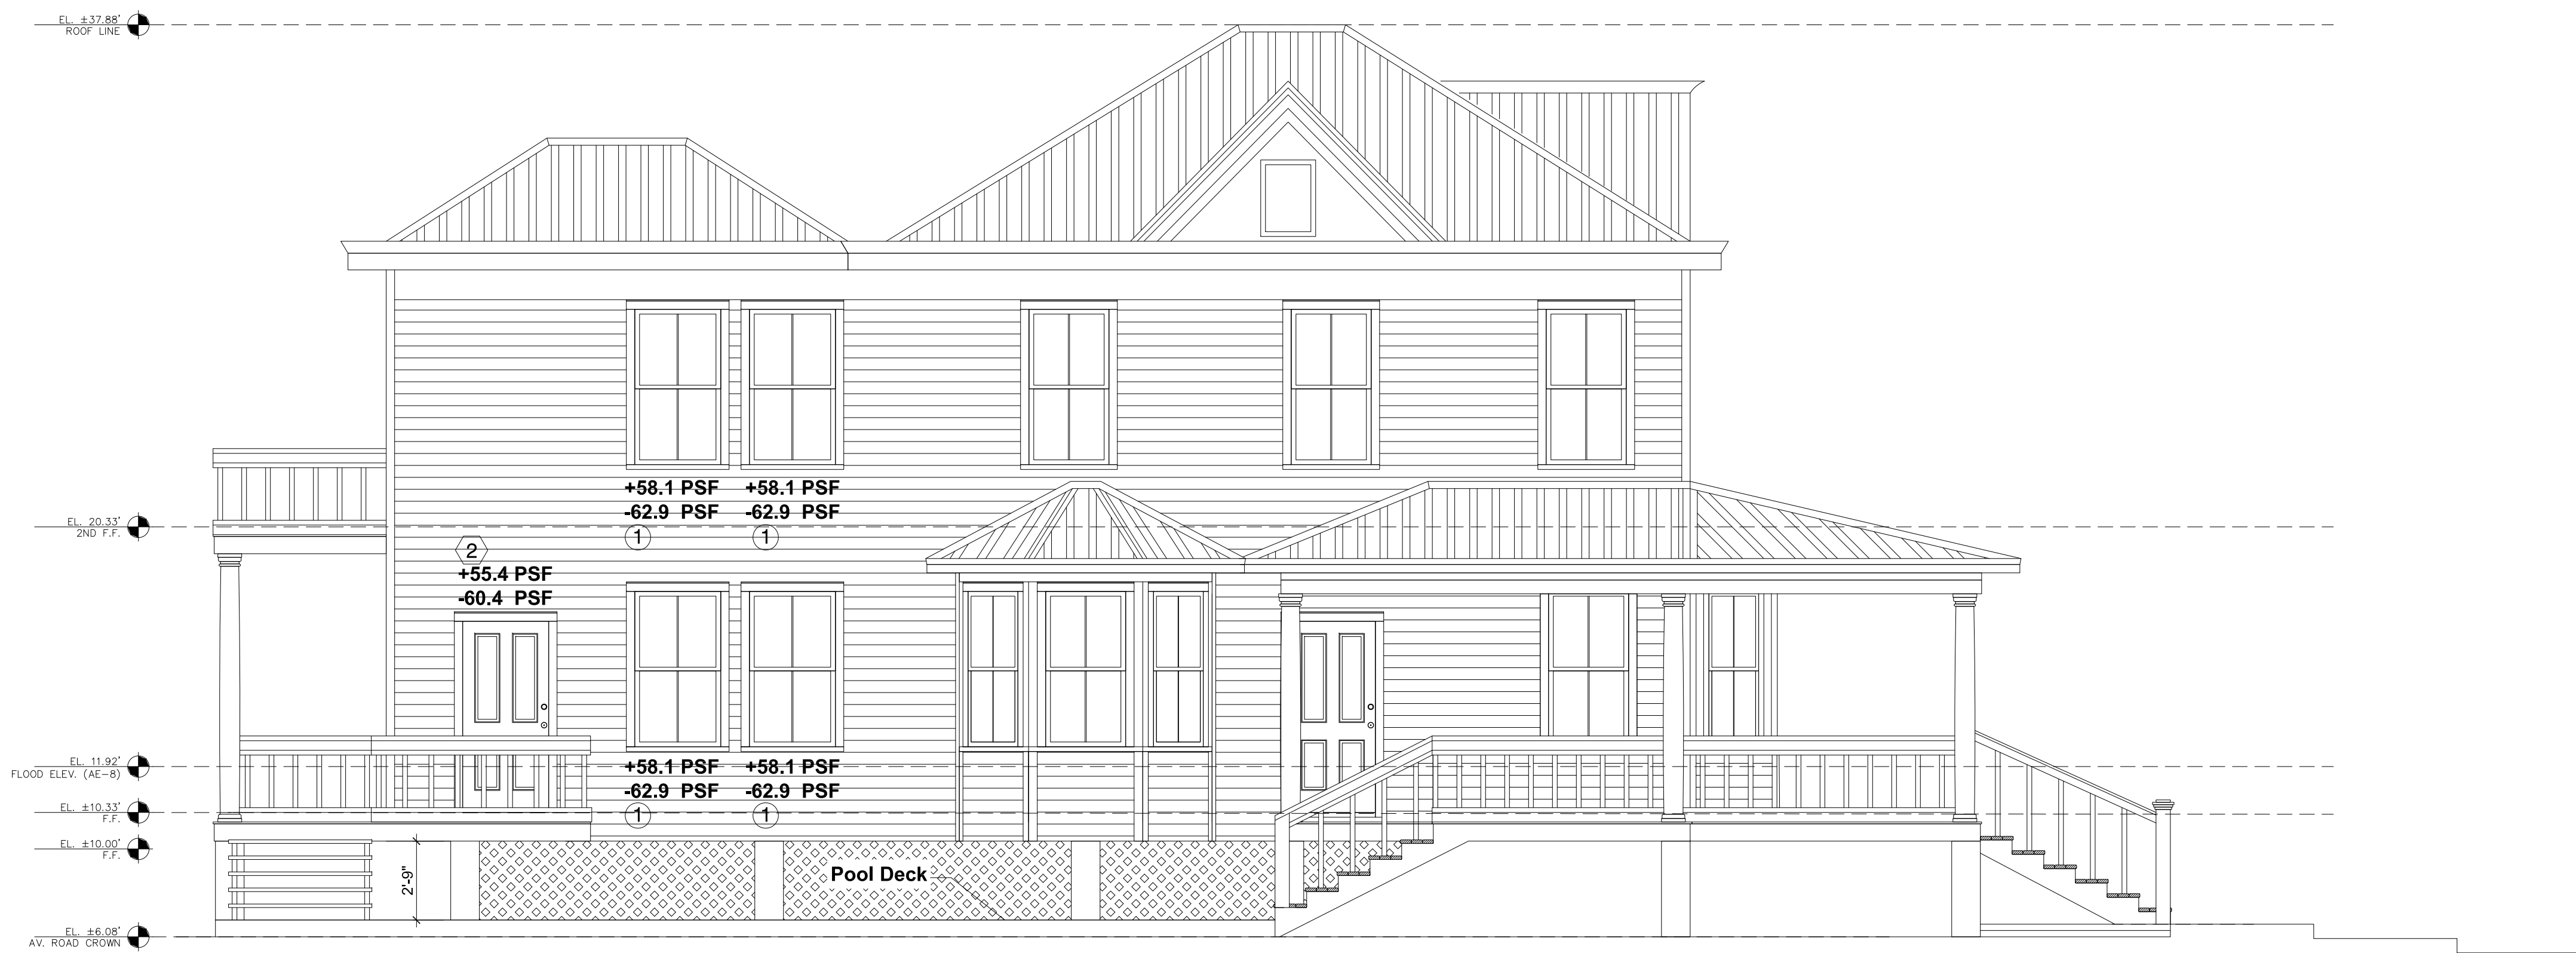 EL. ±37.88'
ROOF LINE
+58.1 PSF +58.1 PSF
-62.9 PSF -62.9 PSF
EL. 20.33'
2ND F.F.
1 1
2
+55.4 PSF
-60.4 PSF
EL. 11.92'
FLOOD ELEV. (AE-8)
+58.1 PSF +58.1 PSF
-62.9 PSF -62.9 PSF
EL. ±10.33'
F.F.
1 1
EL. ±10.00'
F.F.
2'-9"
Pool Deck
EL. ±6.08'
AV. ROAD CROWN